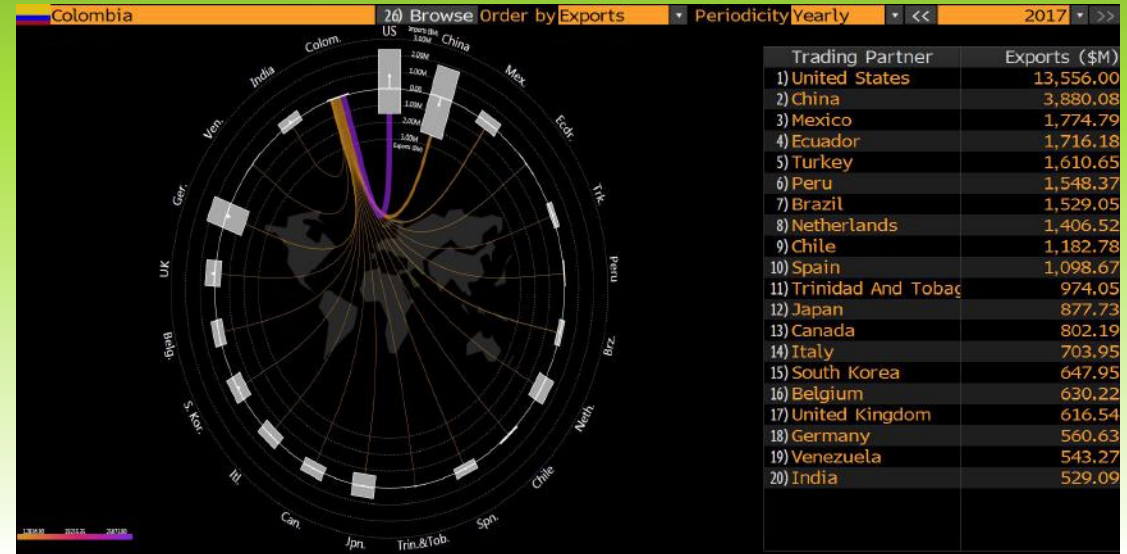 Colombia 26) Browse Order by Exports Periodicity Yearly << 2017 >>
Trading Partner Exports ($M)
1) United States 13,556.00
2) China 3,880.08
3) Mexico 1,774.79
4) Ecuador 1,716.18
5) Turkey 1,610.65
6) Peru 1,548.37
7) Brazil 1,529.05
8) Netherlands 1,406.52
9) Chile 1,182.78
10) Spain 1,098.67
11) Trinidad And Tobag 974.05
12) Japan 877.73
13) Canada 802.19
14) Italy 703.95
15) South Korea 647.95
16) Belgium 630.22
17) United Kingdom 616.54
18) Germany 560.63
19) Venezuela 543.27
20) India 529.09
US
China
Mex.
Ecdr.
Trk.
Peru
Brz.
Neth.
Chile
Spn.
Trin.&Tob.
Jpn.
Can.
Itl.
S. Kor.
Belg.
UK
Ger.
Ven.
India
Colom.